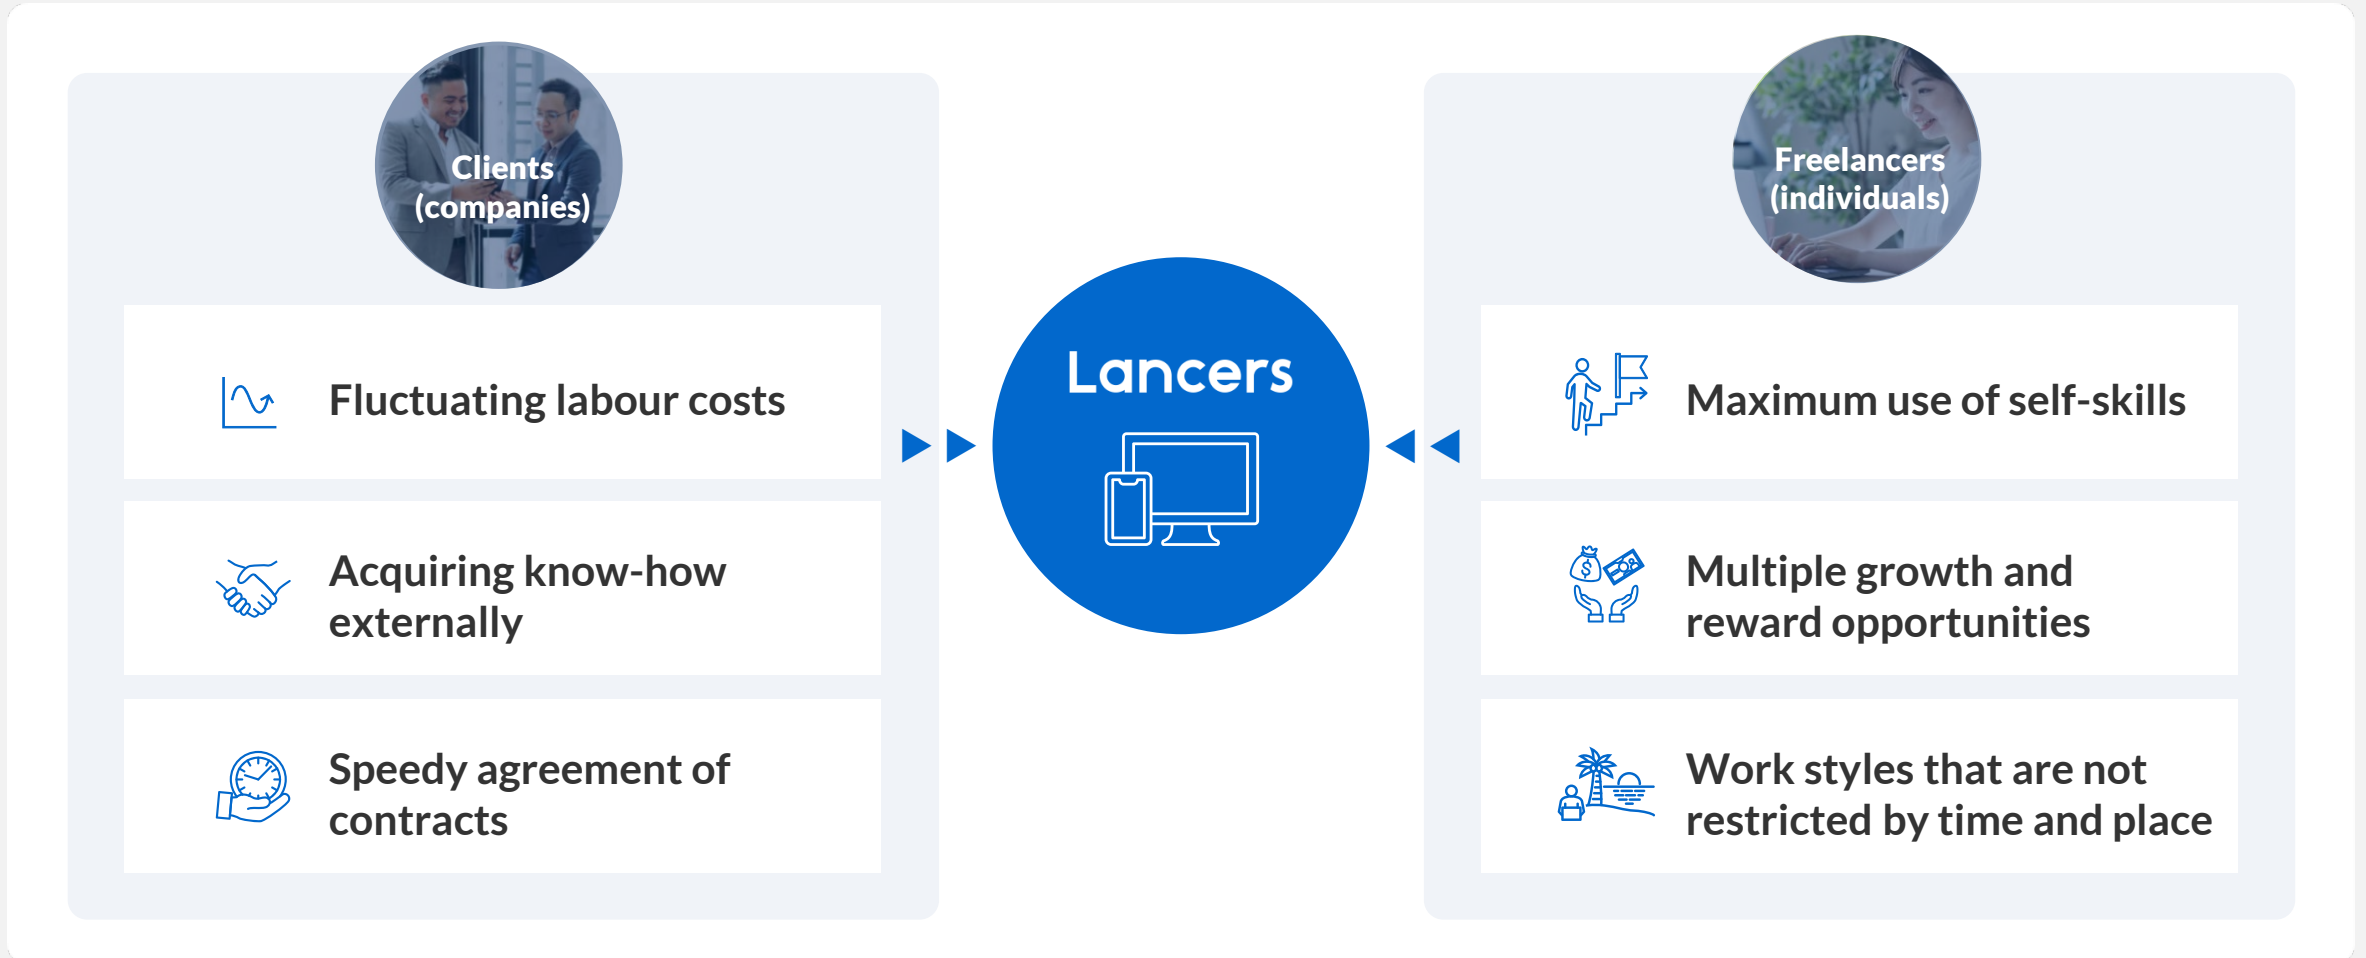 Clients
(companies)
Fluctuating labour costs
Acquiring know-how
externally
Speedy agreement of
contracts
Lancers
Freelancers
(individuals)
Maximum use of self-skills
Multiple growth and
reward opportunities
Work styles that are not
restricted by time and place